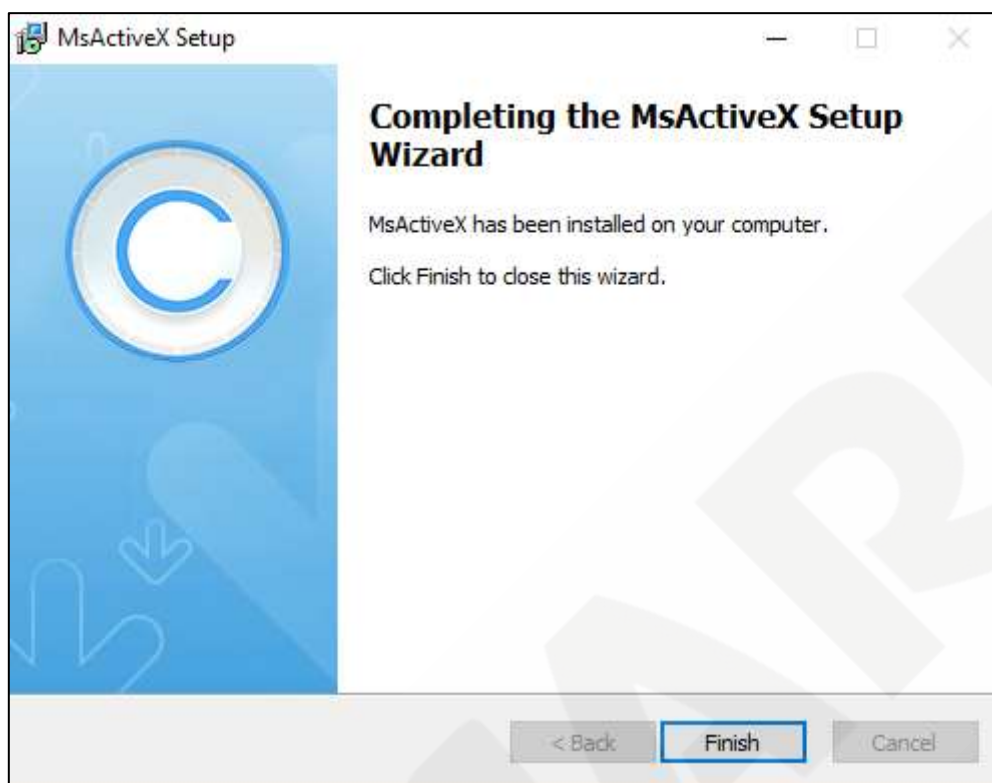 MsActiveX Setup
Completing the MsActiveX Setup
Wizard
MsActiveX has been installed on your computer.
Click Finish to close this wizard.
< Back Finish Cancel